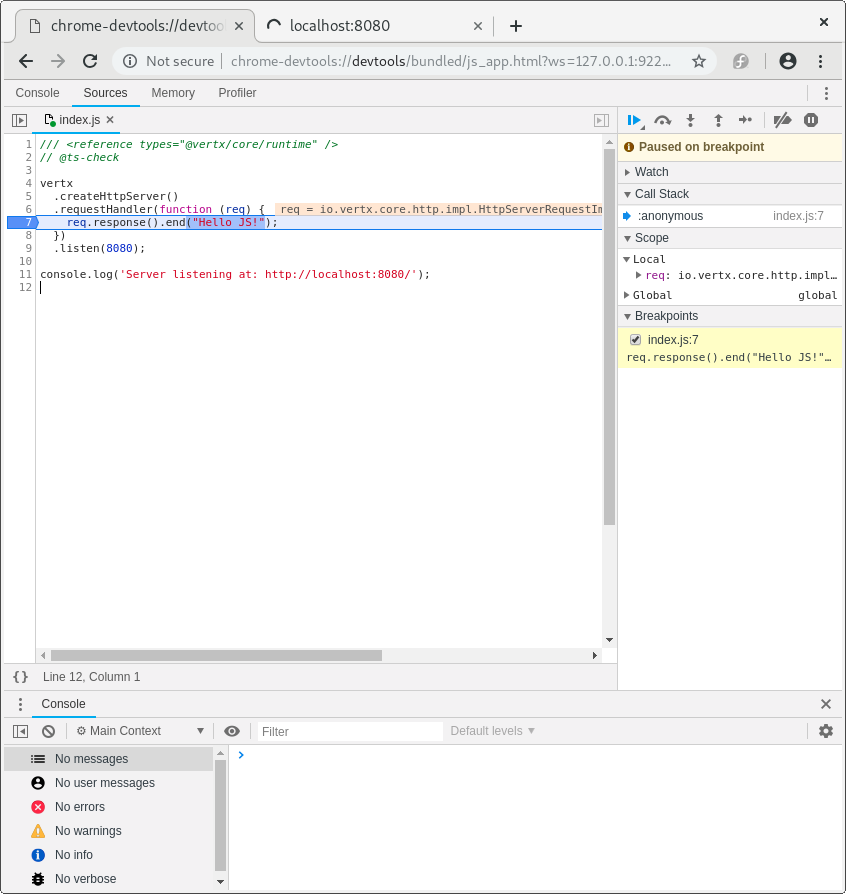 chrome-devtools://devtoo
localhost:8080
Not secure
chrome-devtools://devtools/bundled/js_app.html?ws=127.0.0.1:922...
Console Sources Memory Profiler
index.js
1 /// <reference types="@vertx/core/runtime" />
2 // @ts-check
3
4 vertx
5 .createHttpServer()
6 .requestHandler(function (req) { req = io.vertx.core.http.impl.HttpServerRequestIm
7 req.response().end("Hello JS!");
8 })
9 .listen(8080);
10
11 console.log('Server listening at: http://localhost:8080/');
12
{} Line 12, Column 1
Paused on breakpoint
Watch
Call Stack
:anonymous index.js:7
Scope
Local
req: io.vertx.core.http.impl…
Global global
Breakpoints
index.js:7
req.response().end("Hello JS!"…
Console
Main Context Filter Default levels
No messages
No user messages
No errors
No warnings
No info
No verbose